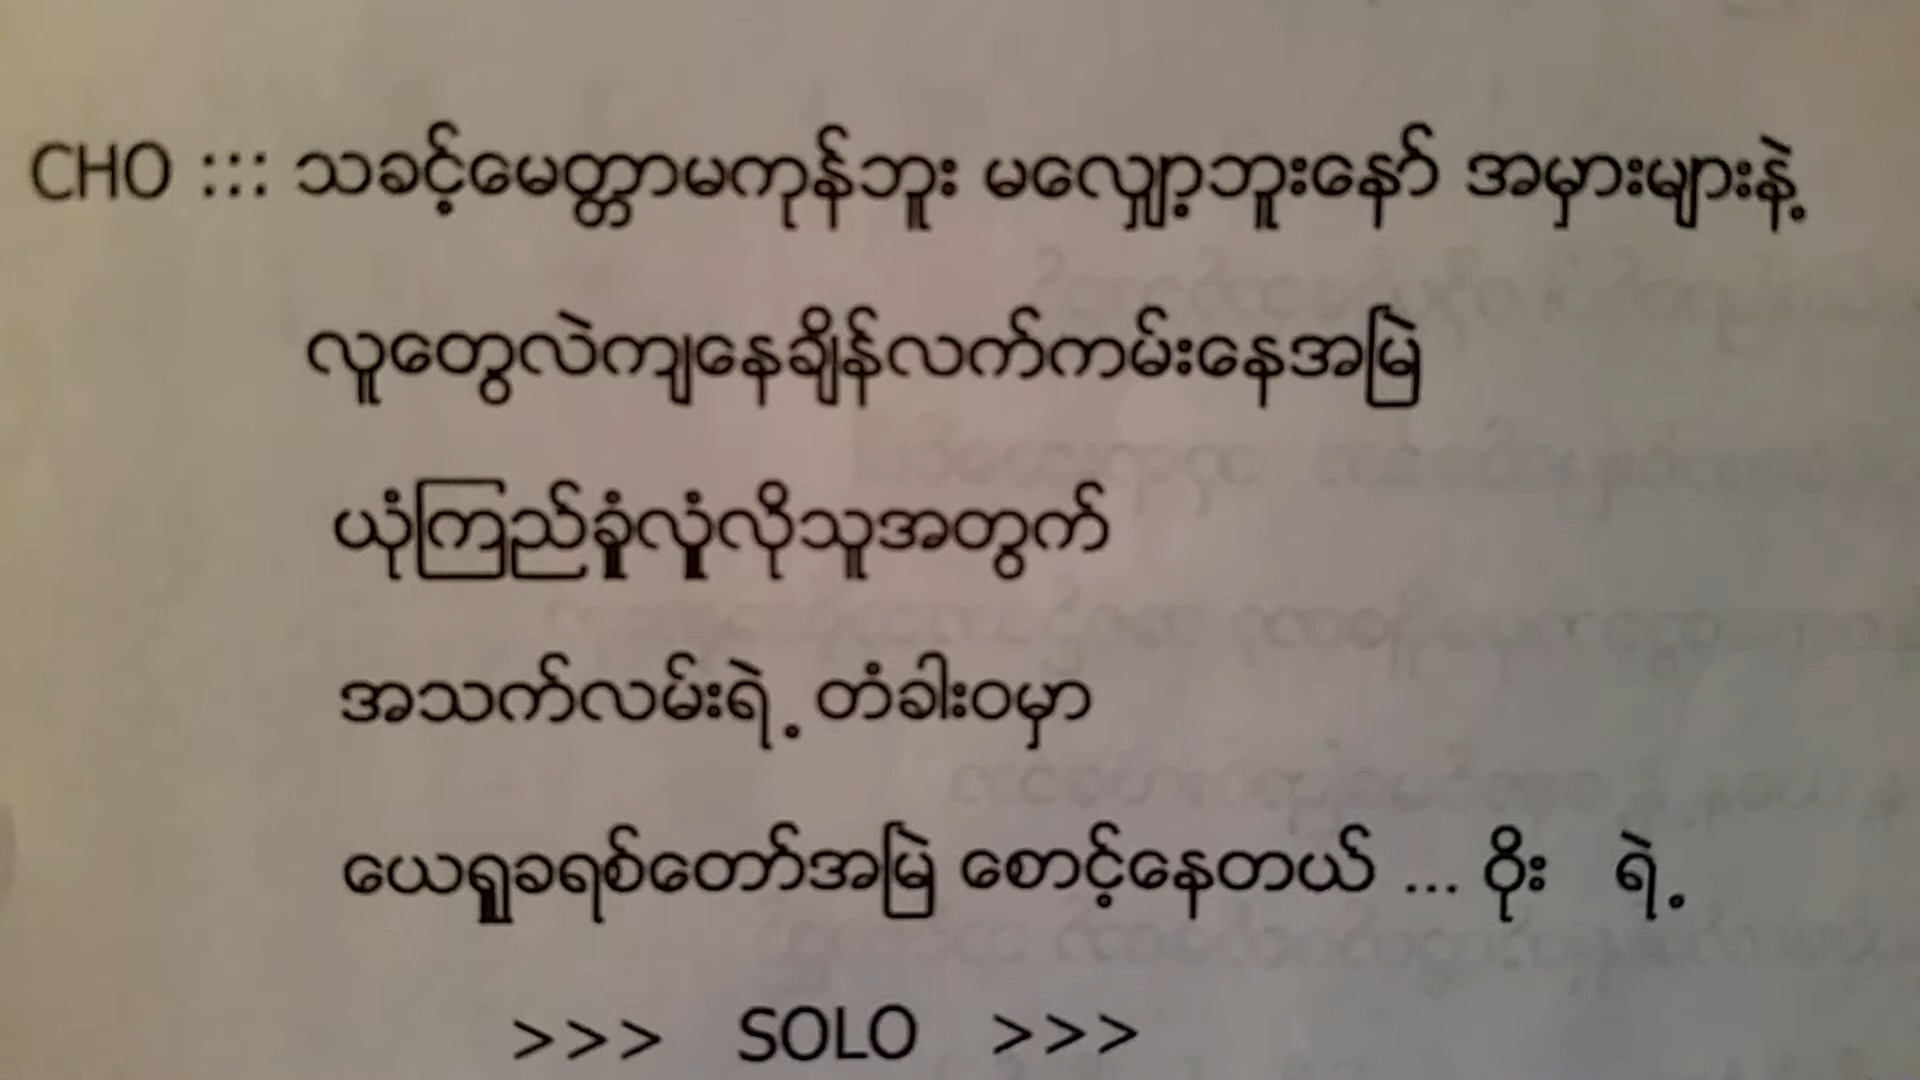 CHO ::: သခင့်မေတ္တာမကုန်ဘူး မလျှော့ဘူးနော် အမှားများနဲ့
လူတွေလဲကျနေချိန်လက်ကမ်းနေအမြဲ
ယုံကြည်ခွံလှုံလိုသူအတွက်
အသက်လမ်းရဲ့ တံခါးဝမှာ
ယေရှုခရစ်တော်အမြဲ စောင့်နေတယ် ... ဝိုး ရဲ့
>>> SOLO >>>